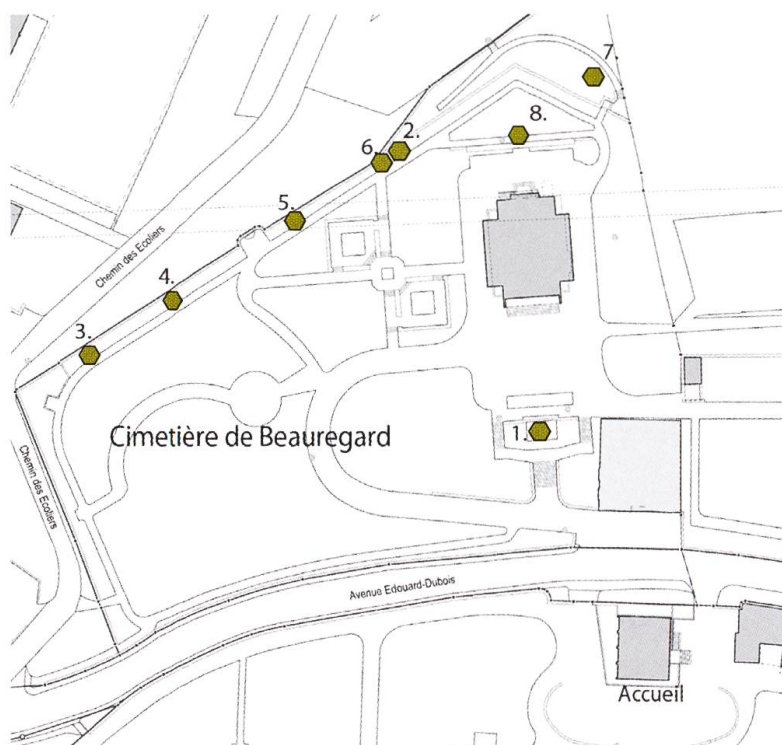 7.
8.
2.
6.
5.
Chemin des Ecoliers
4.
3.
Cimetière de Beauregard
1.
Chemin des Ecoliers
Avenue Edouard-Dubois
Accueil